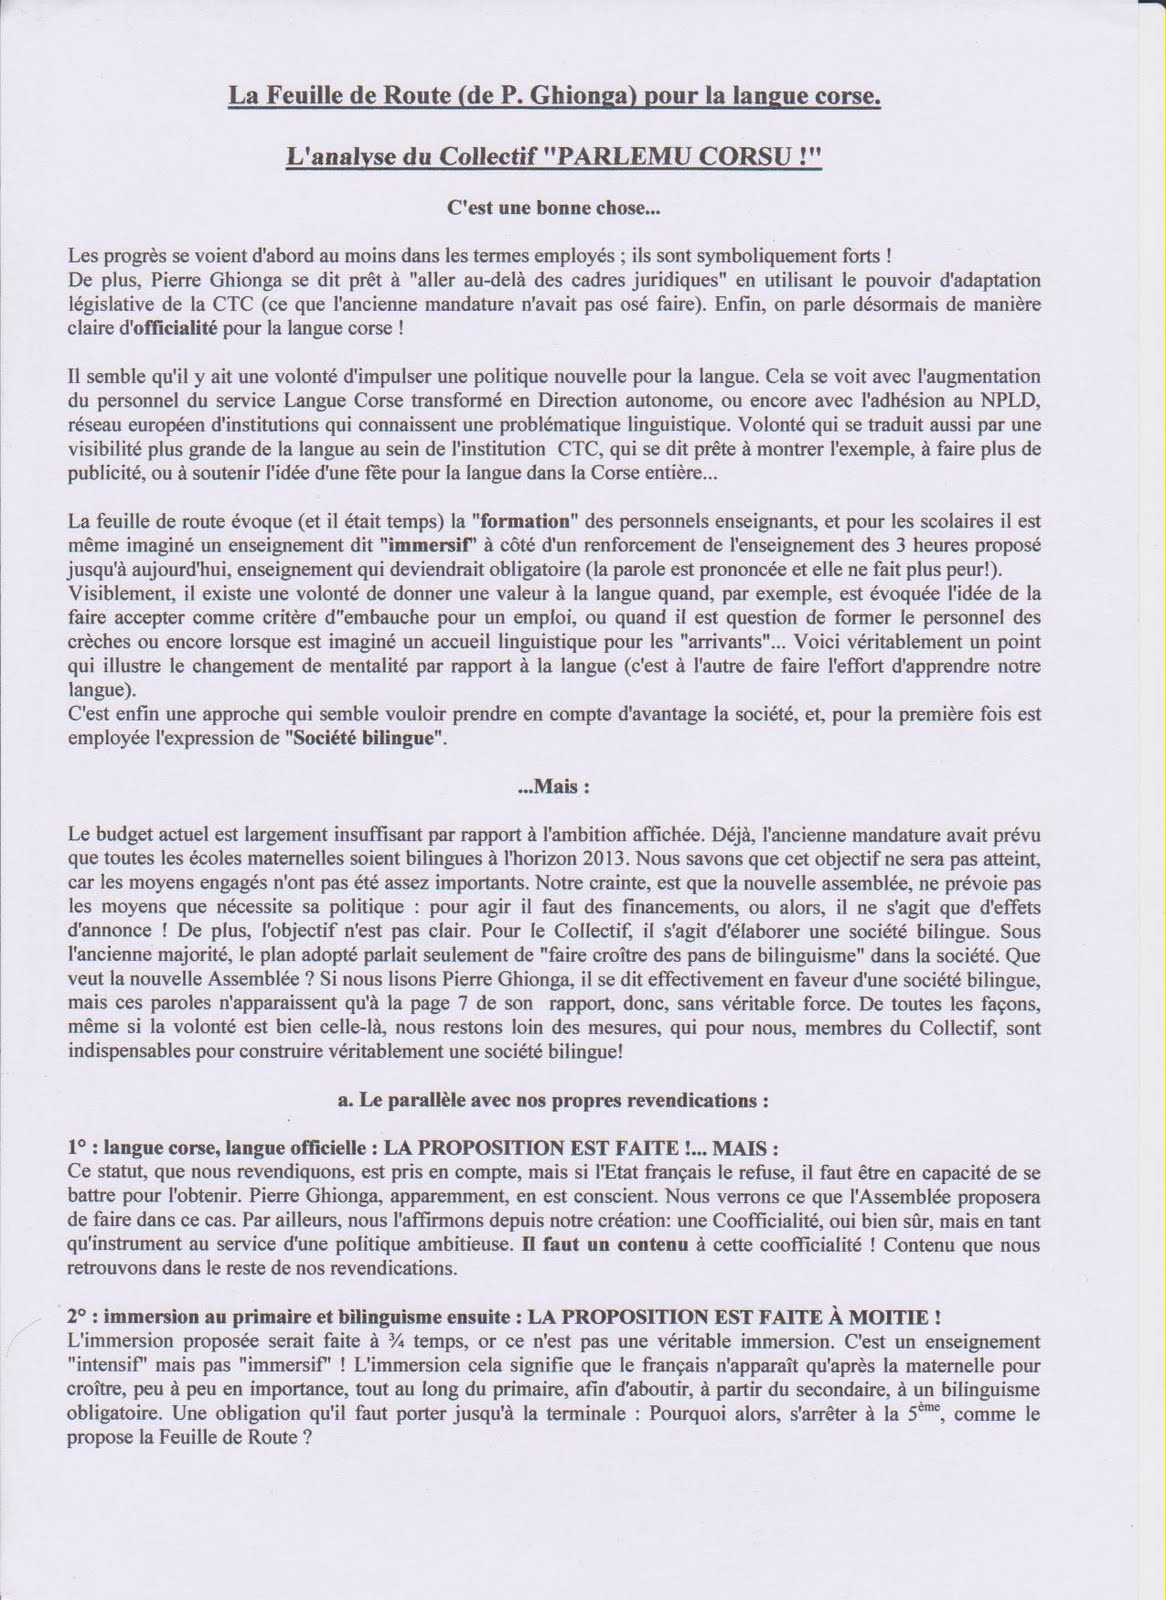 La Feuille de Route (de P. Ghionga) pour la langue corse.
L'analyse du Collectif "PARLEMU CORSU !"
C'est une bonne chose...
Les progrès se voient d'abord au moins dans les termes employés ; ils sont symboliquement forts !
De plus, Pierre Ghionga se dit prêt à "aller au-delà des cadres juridiques" en utilisant le pouvoir d'adaptation
législative de la CTC (ce que l'ancienne mandature n'avait pas osé faire). Enfin, on parle désormais de manière
claire d'officialité pour la langue corse !
Il semble qu'il y ait une volonté d'impulser une politique nouvelle pour la langue. Cela se voit avec l'augmentation
du personnel du service Langue Corse transformé en Direction autonome, ou encore avec l'adhésion au NPLD,
réseau européen d'institutions qui connaissent une problématique linguistique. Volonté qui se traduit aussi par une
visibilité plus grande de la langue au sein de l'institution CTC, qui se dit prête à montrer l'exemple, à faire plus de
publicité, ou à soutenir l'idée d'une fête pour la langue dans la Corse entière...
La feuille de route évoque (et il était temps) la "formation" des personnels enseignants, et pour les scolaires il est
même imaginé un enseignement dit "immersif" à côté d'un renforcement de l'enseignement des 3 heures proposé
jusqu'à aujourd'hui, enseignement qui deviendrait obligatoire (la parole est prononcée et elle ne fait plus peur!).
Visiblement, il existe une volonté de donner une valeur à la langue quand, par exemple, est évoquée l'idée de la
faire accepter comme critère d"embauche pour un emploi, ou quand il est question de former le personnel des
crèches ou encore lorsque est imaginé un accueil linguistique pour les "arrivants"... Voici véritablement un point
qui illustre le changement de mentalité par rapport à la langue (c'est à l'autre de faire l'effort d'apprendre notre
langue).
C'est enfin une approche qui semble vouloir prendre en compte d'avantage la société, et, pour la première fois est
employée l'expression de "Société bilingue".
...Mais :
Le budget actuel est largement insuffisant par rapport à l'ambition affichée. Déjà, l'ancienne mandature avait prévu
que toutes les écoles maternelles soient bilingues à l'horizon 2013. Nous savons que cet objectif ne sera pas atteint,
car les moyens engagés n'ont pas été assez importants. Notre crainte, est que la nouvelle assemblée, ne prévoie pas
les moyens que nécessite sa politique : pour agir il faut des financements, ou alors, il ne s'agit que d'effets
d'annonce ! De plus, l'objectif n'est pas clair. Pour le Collectif, il s'agit d'élaborer une société bilingue. Sous
l'ancienne majorité, le plan adopté parlait seulement de "faire croître des pans de bilinguisme" dans la société. Que
veut la nouvelle Assemblée ? Si nous lisons Pierre Ghionga, il se dit effectivement en faveur d'une société bilingue,
mais ces paroles n'apparaissent qu'à la page 7 de son rapport, donc, sans véritable force. De toutes les façons,
même si la volonté est bien celle-là, nous restons loin des mesures, qui pour nous, membres du Collectif, sont
indispensables pour construire véritablement une société bilingue!
a. Le parallèle avec nos propres revendications :
1° : langue corse, langue officielle : LA PROPOSITION EST FAITE !... MAIS :
Ce statut, que nous revendiquons, est pris en compte, mais si l'Etat français le refuse, il faut être en capacité de se
battre pour l'obtenir. Pierre Ghionga, apparemment, en est conscient. Nous verrons ce que l'Assemblée proposera
de faire dans ce cas. Par ailleurs, nous l'affirmons depuis notre création: une Coofficialité, oui bien sûr, mais en tant
qu'instrument au service d'une politique ambitieuse. Il faut un contenu à cette coofficialité ! Contenu que nous
retrouvons dans le reste de nos revendications.
2° : immersion au primaire et bilinguisme ensuite : LA PROPOSITION EST FAITE À MOITIE !
L'immersion proposée serait faite à ¾ temps, or ce n'est pas une véritable immersion. C'est un enseignement
"intensif" mais pas "immersif" ! L'immersion cela signifie que le français n'apparaît qu'après la maternelle pour
croître, peu à peu en importance, tout au long du primaire, afin d'aboutir, à partir du secondaire, à un bilinguisme
obligatoire. Une obligation qu'il faut porter jusqu'à la terminale : Pourquoi alors, s'arrêter à la 5ème, comme le
propose la Feuille de Route ?